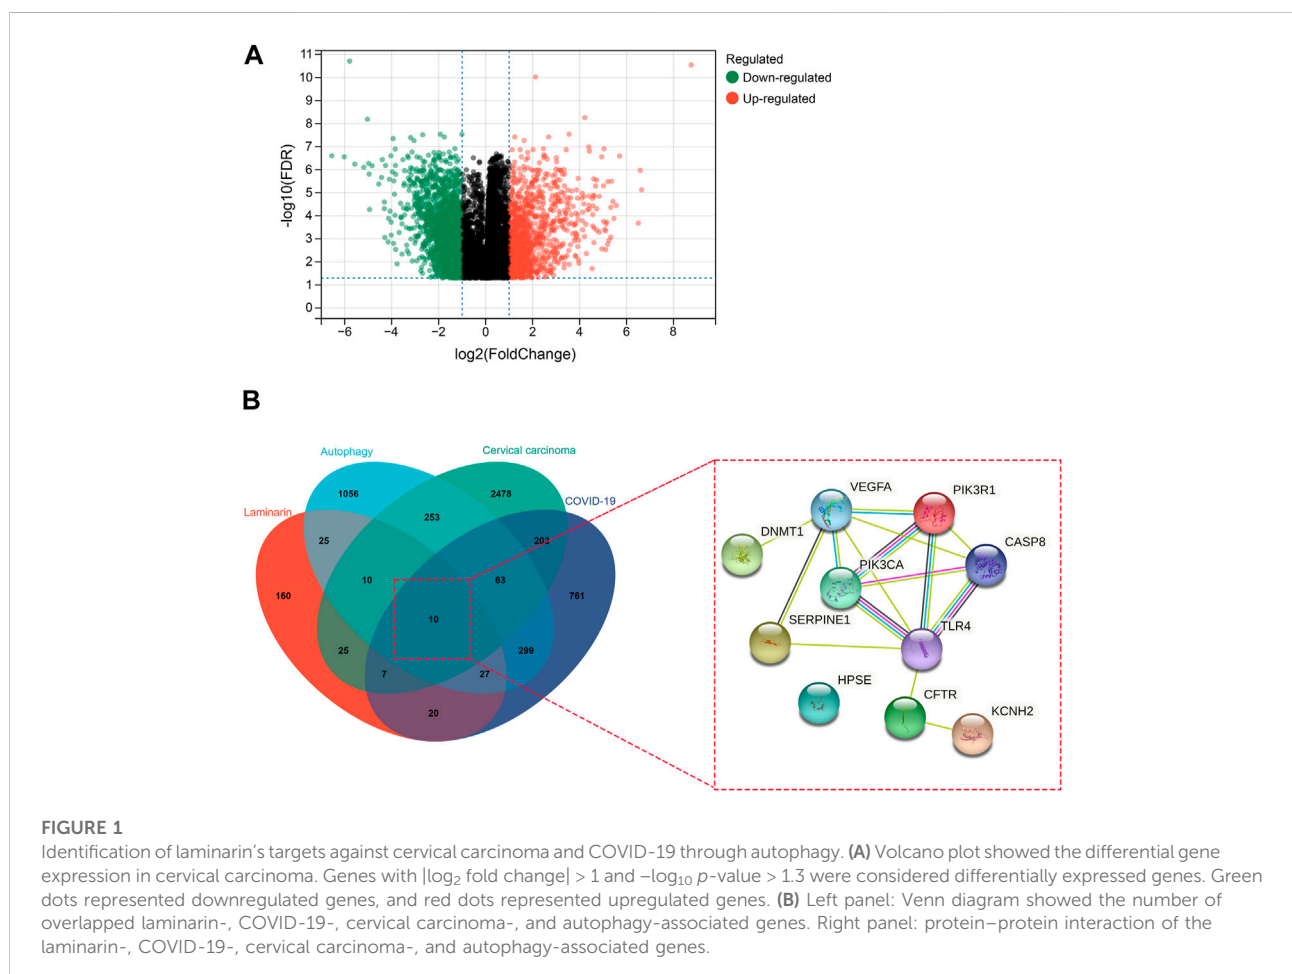 A
11
10
9
8
7
6
5
4
3
2
1
0
-log10(FDR)
−6
−4
−2
0
2
4
6
8
log2(FoldChange)
Regulated
Down-regulated
Up-regulated
B
Autophagy
Cervical carcinoma
Laminarin
COVID-19
1056
2478
253
25
203
10
63
160
761
10
25
299
7
27
20
VEGFA
PIK3R1
DNMT1
CASP8
PIK3CA
SERPINE1
TLR4
HPSE
CFTR
KCNH2
FIGURE 1
Identification of laminarin’s targets against cervical carcinoma and COVID-19 through autophagy. (A) Volcano plot showed the differential gene
expression in cervical carcinoma. Genes with |log₂ fold change| > 1 and −log₁₀ p-value > 1.3 were considered differentially expressed genes. Green
dots represented downregulated genes, and red dots represented upregulated genes. (B) Left panel: Venn diagram showed the number of
overlapped laminarin-, COVID-19-, cervical carcinoma-, and autophagy-associated genes. Right panel: protein–protein interaction of the
laminarin-, COVID-19-, cervical carcinoma-, and autophagy-associated genes.